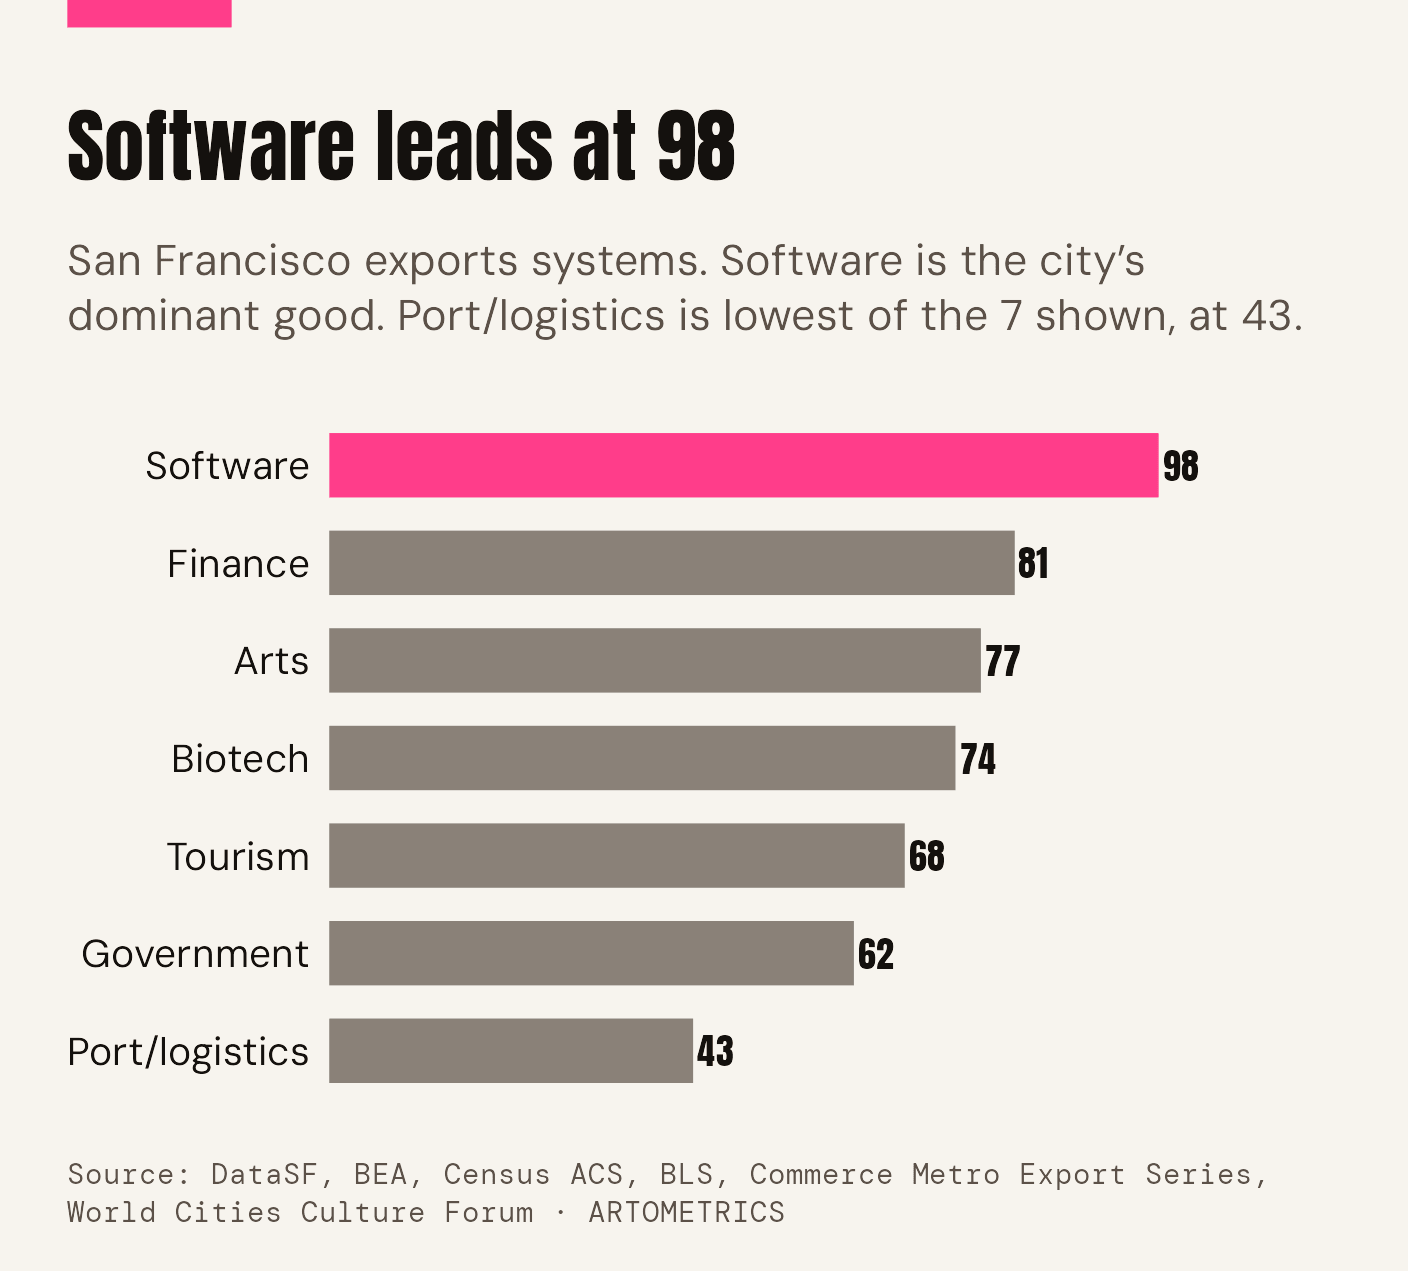 Software leads at 98
San Francisco exports systems. Software is the city’s
dominant good. Port/logistics is lowest of the 7 shown, at 43.
Software 98
Finance 81
Arts 77
Biotech 74
Tourism 68
Government 62
Port/logistics 43
Source: DataSF, BEA, Census ACS, BLS, Commerce Metro Export Series,
World Cities Culture Forum · ARTOMETRICS